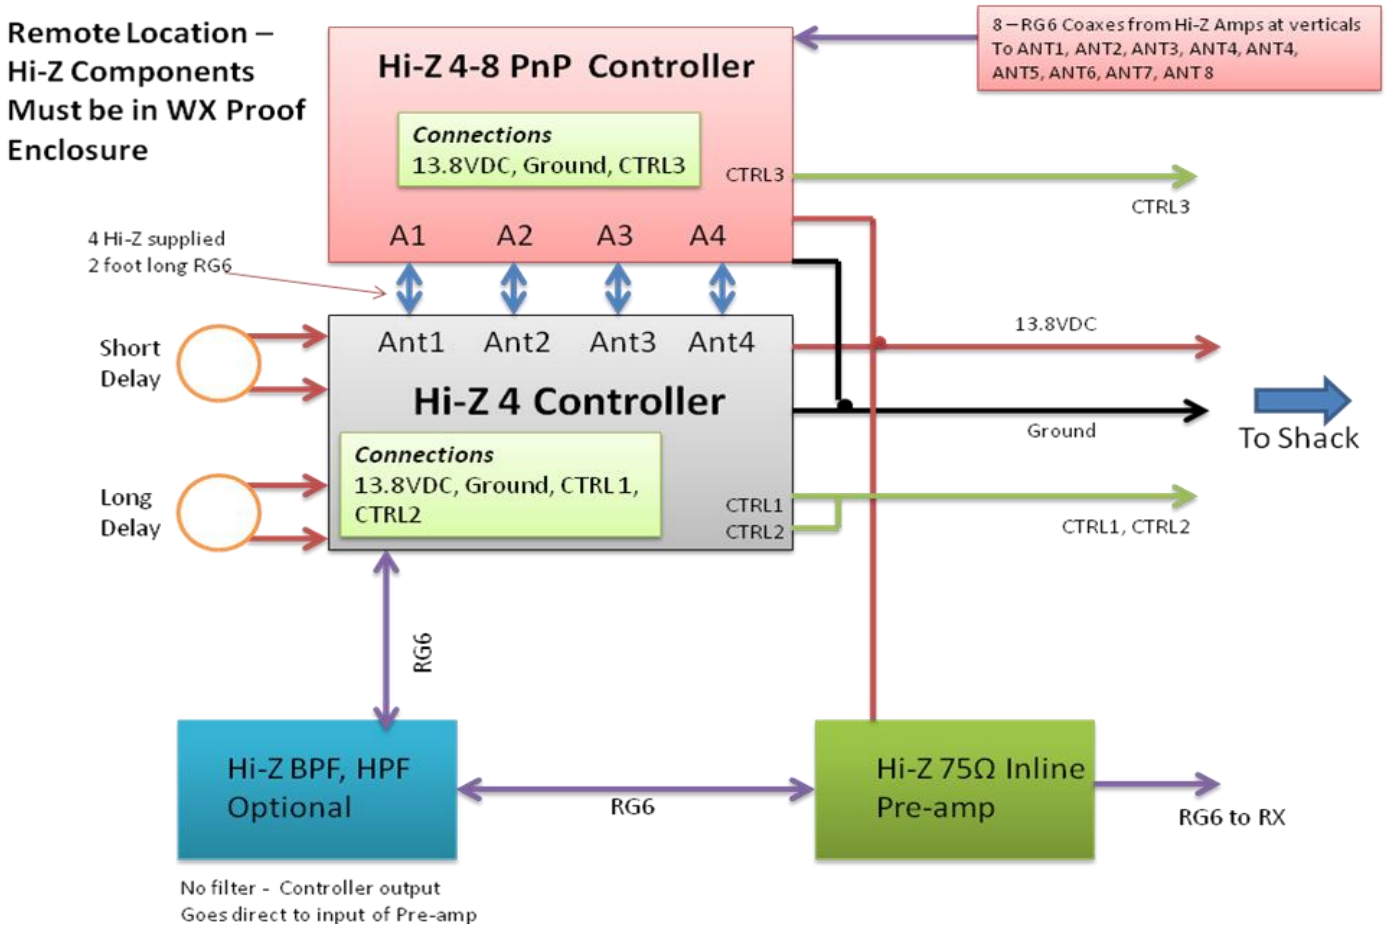 Remote Location –
Hi-Z Components
Must be in WX Proof
Enclosure
Hi-Z 4-8 PnP Controller
8 – RG6 Coaxes from Hi-Z Amps at verticals
To ANT1, ANT2, ANT3, ANT4, ANT4,
ANT5, ANT6, ANT7, ANT 8
Connections
13.8VDC, Ground, CTRL3
CTRL3
CTRL3
A1 A2 A3 A4
4 Hi-Z supplied
2 foot long RG6
Short
Delay
Ant1 Ant2 Ant3 Ant4
13.8VDC
Hi-Z 4 Controller
Ground
To Shack
Connections
13.8VDC, Ground, CTRL 1,
CTRL2
Long
Delay
CTRL1
CTRL2
CTRL1, CTRL2
RG6
Hi-Z BPF, HPF
Optional
RG6
Hi-Z 75Ω Inline
Pre-amp
RG6 to RX
No filter - Controller output
Goes direct to input of Pre-amp